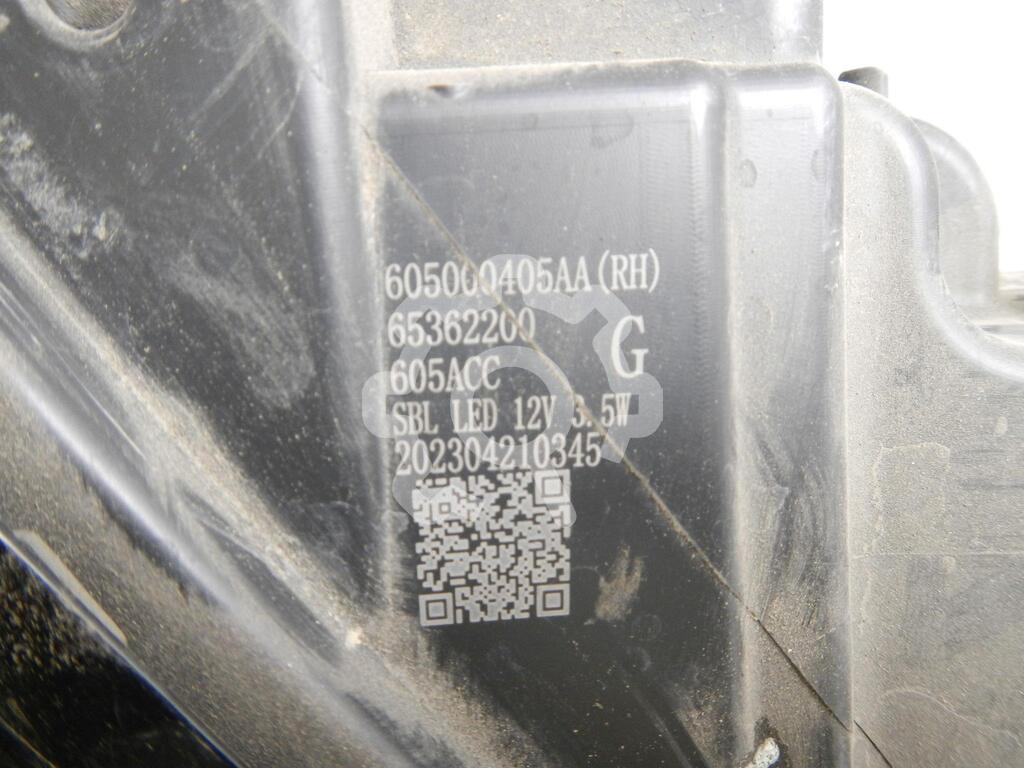 605000405AA(RH)
65362200
G
605ACC
SBL LED 12V 3.5W
202304210345